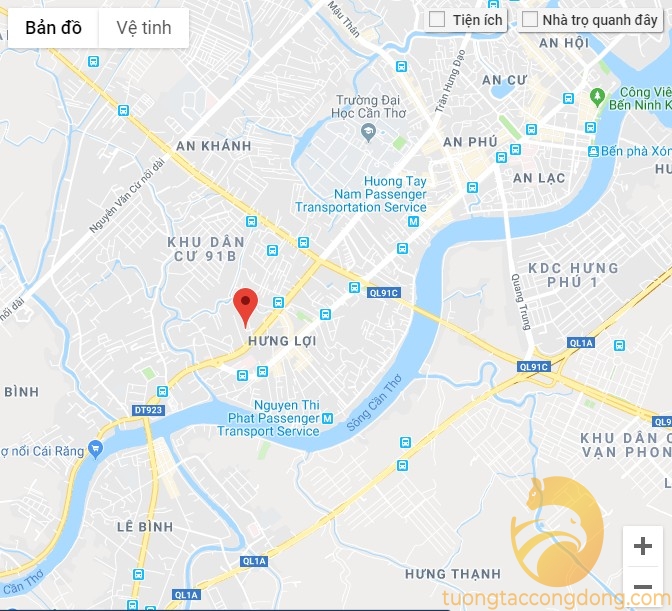 Bản đồ
Vệ tinh
Tiện ích
Nhà trọ quanh đây
Mậu Thân
AN HỘI
AN CƯ
Trần Hưng Đạo
Công Viê
Bến Ninh K
Trường Đại
Học Cần Thơ
AN PHÚ
AN KHÁNH
Bến phà Xón
Nguyễn Văn Cừ nối dài
Huong Tay
Nam Passenger
Transportation Service
AN LẠC
KHU DÂN
CƯ 91B
KDC HƯNG
PHÚ 1
Quang Trung
nối dài
QL91C
HƯNG LỢI
QL1A
QL91C
BÌNH
Sông Cần Thơ
DT923
Nguyen Thi
Phat Passenger
Transport Service
QL9
ợ nổi Cái Răng
KHU DÂN C
VẠN PHON
LÊ BÌNH
QL1A
QL1A
HƯNG THẠNH
Cần Thơ
tuongtaccongdong.com